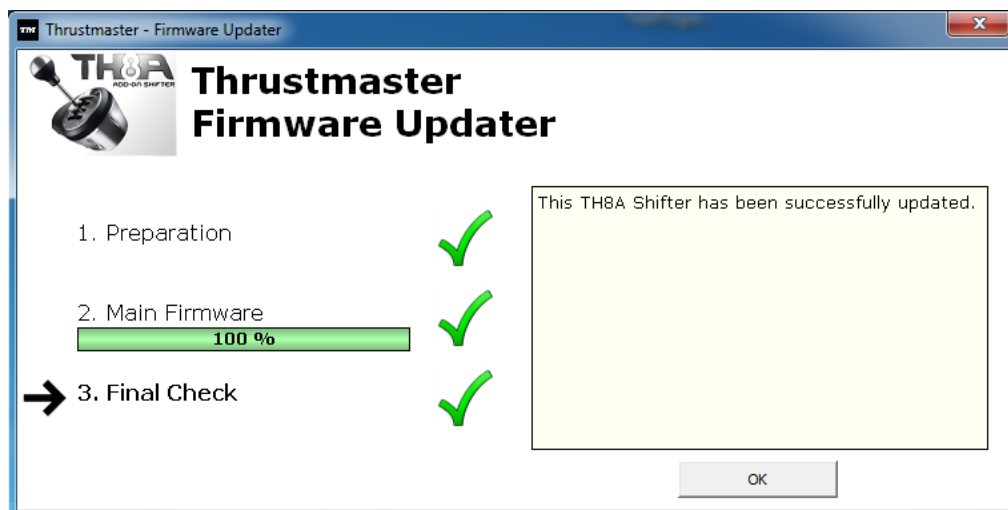 TM Thrustmaster - Firmware Updater
TH8A
ADD-ON SHIFTER
Thrustmaster
Firmware Updater
1. Preparation
2. Main Firmware
100 %
3. Final Check
This TH8A Shifter has been successfully updated.
OK